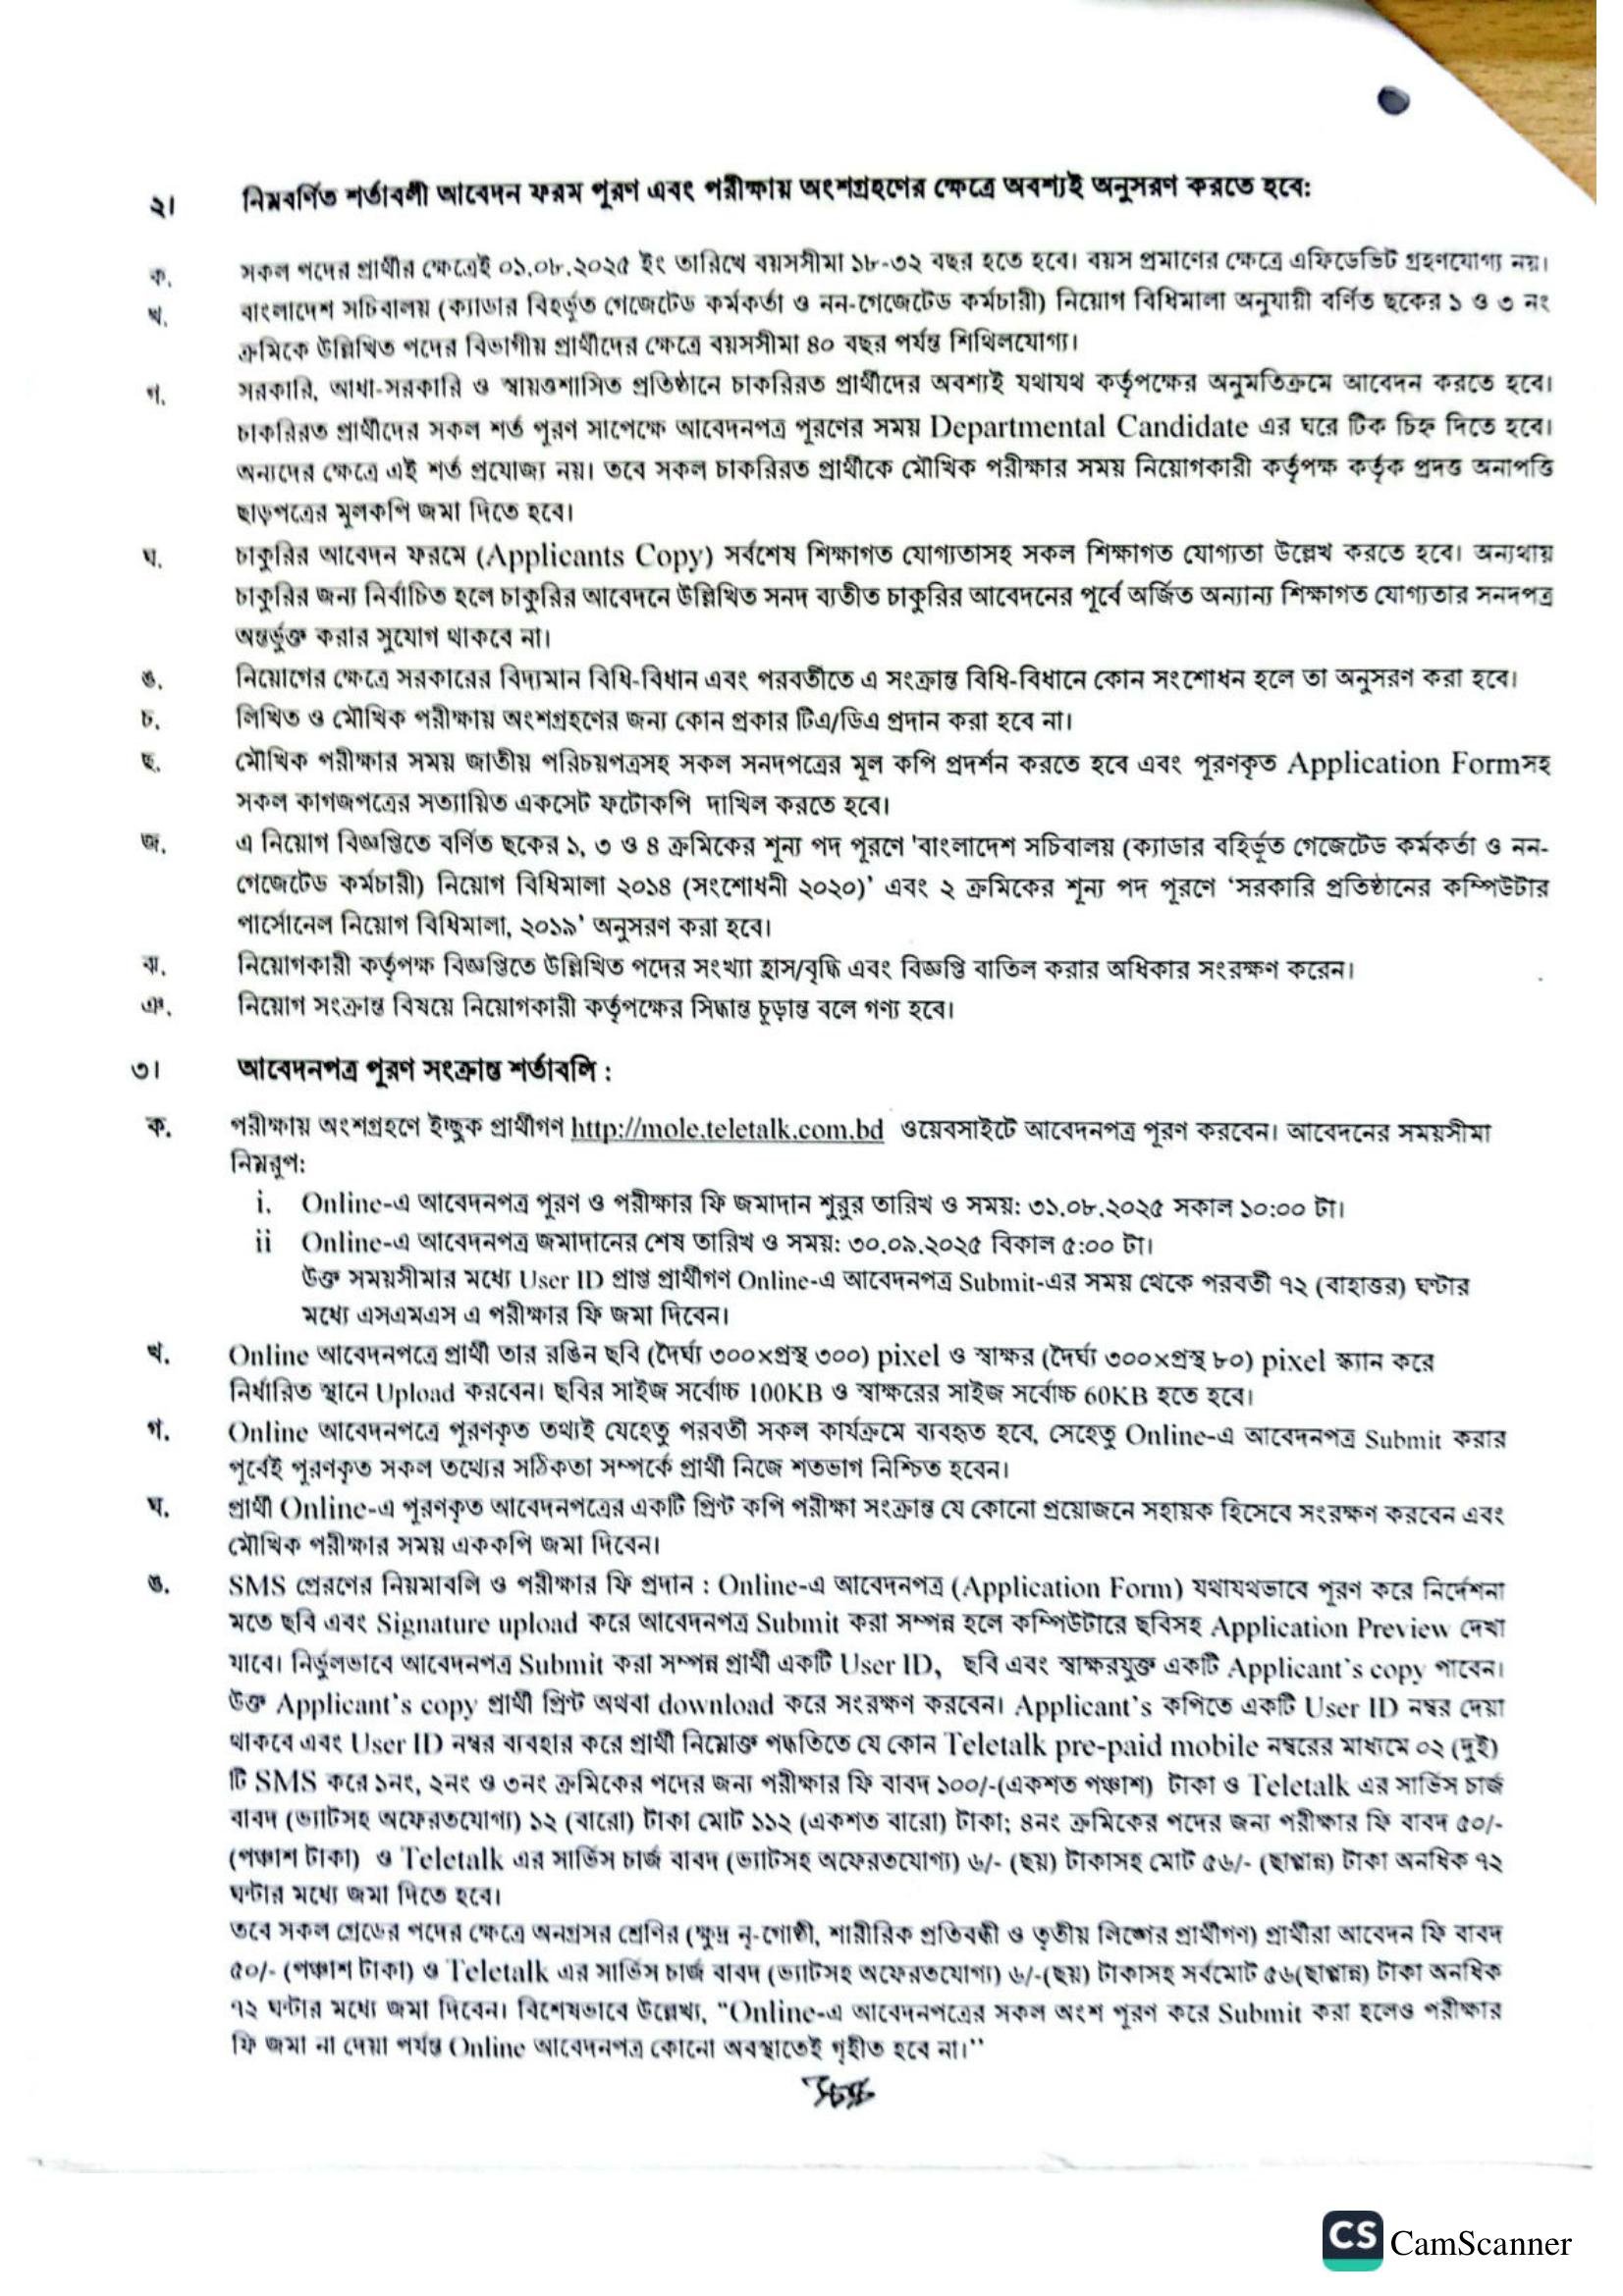 ২। নিম্নবর্ণিত শর্তাবলী আবেদন ফরম পূরণ এবং পরীক্ষায় অংশগ্রহণের ক্ষেত্রে অবশ্যই অনুসরণ করতে হবে:
ক. সকল পদের প্রার্থীর ক্ষেত্রেই ০১.০৮.২০২৫ ইং তারিখে বয়সসীমা ১৮-৩২ বছর হতে হবে। বয়স প্রমাণের ক্ষেত্রে এফিডেভিট গ্রহণযোগ্য নয়।
খ. বাংলাদেশ সচিবালয় (ক্যাডার বিহর্ভূত গেজেটেড কর্মকর্তা ও নন-গেজেটেড কর্মচারী) নিয়োগ বিধিমালা অনুযায়ী বর্ণিত ছকের ১ ও ৩ নং
ক্রমিকে উল্লিখিত পদের বিভাগীয় প্রার্থীদের ক্ষেত্রে বয়সসীমা ৪০ বছর পর্যন্ত শিথিলযোগ্য।
গ. সরকারি, আধা-সরকারি ও স্বায়ত্তশাসিত প্রতিষ্ঠানে চাকরিরত প্রার্থীদের অবশ্যই যথাযথ কর্তৃপক্ষের অনুমতিক্রমে আবেদন করতে হবে।
চাকরিরত প্রার্থীদের সকল শর্ত পূরণ সাপেক্ষে আবেদনপত্র পূরণের সময় Departmental Candidate এর ঘরে টিক চিহ্ন দিতে হবে।
অন্যদের ক্ষেত্রে এই শর্ত প্রযোজ্য নয়। তবে সকল চাকরিরত প্রার্থীকে মৌখিক পরীক্ষার সময় নিয়োগকারী কর্তৃপক্ষ কর্তৃক প্রদত্ত অনাপত্তি
ছাড়পত্রের মূলকপি জমা দিতে হবে।
ঘ. চাকুরির আবেদন ফরমে (Applicants Copy) সর্বশেষ শিক্ষাগত যোগ্যতাসহ সকল শিক্ষাগত যোগ্যতা উল্লেখ করতে হবে। অন্যথায়
চাকুরির জন্য নির্বাচিত হলে চাকুরির আবেদনে উল্লিখিত সনদ ব্যতীত চাকুরির আবেদনের পূর্বে অর্জিত অন্যান্য শিক্ষাগত যোগ্যতার সনদপত্র
অন্তর্ভুক্ত করার সুযোগ থাকবে না।
ঙ. নিয়োগের ক্ষেত্রে সরকারের বিদ্যমান বিধি-বিধান এবং পরবর্তীতে এ সংক্রান্ত বিধি-বিধানে কোন সংশোধন হলে তা অনুসরণ করা হবে।
চ. লিখিত ও মৌখিক পরীক্ষায় অংশগ্রহণের জন্য কোন প্রকার টিএ/ডিএ প্রদান করা হবে না।
ছ. মৌখিক পরীক্ষার সময় জাতীয় পরিচয়পত্রসহ সকল সনদপত্রের মূল কপি প্রদর্শন করতে হবে এবং পূরণকৃত Application Formসহ
সকল কাগজপত্রের সত্যায়িত একসেট ফটোকপি দাখিল করতে হবে।
জ. এ নিয়োগ বিজ্ঞপ্তিতে বর্ণিত ছকের ১, ৩ ও ৪ ক্রমিকের শূন্য পদ পূরণে 'বাংলাদেশ সচিবালয় (ক্যাডার বহির্ভূত গেজেটেড কর্মকর্তা ও নন-
গেজেটেড কর্মচারী) নিয়োগ বিধিমালা ২০১৪ (সংশোধনী ২০২০)’ এবং ২ ক্রমিকের শূন্য পদ পূরণে ‘সরকারি প্রতিষ্ঠানের কম্পিউটার
পার্সোনেল নিয়োগ বিধিমালা, ২০১৯’ অনুসরণ করা হবে।
ঝ. নিয়োগকারী কর্তৃপক্ষ বিজ্ঞপ্তিতে উল্লিখিত পদের সংখ্যা হ্রাস/বৃদ্ধি এবং বিজ্ঞপ্তি বাতিল করার অধিকার সংরক্ষণ করেন।
ঞ. নিয়োগ সংক্রান্ত বিষয়ে নিয়োগকারী কর্তৃপক্ষের সিদ্ধান্ত চূড়ান্ত বলে গণ্য হবে।
৩। আবেদনপত্র পূরণ সংক্রান্ত শর্তাবলি :
ক. পরীক্ষায় অংশগ্রহণে ইচ্ছুক প্রার্থীগণ http://mole.teletalk.com.bd ওয়েবসাইটে আবেদনপত্র পূরণ করবেন। আবেদনের সময়সীমা
নিম্নরূপ:
i. Online-এ আবেদনপত্র পূরণ ও পরীক্ষার ফি জমাদান শুরুর তারিখ ও সময়: ৩১.০৮.২০২৫ সকাল ১০:০০ টা।
ii Online-এ আবেদনপত্র জমাদানের শেষ তারিখ ও সময়: ৩০.০৯.২০২৫ বিকাল ৫:০০ টা।
উক্ত সময়সীমার মধ্যে User ID প্রাপ্ত প্রার্থীগণ Online-এ আবেদনপত্র Submit-এর সময় থেকে পরবর্তী ৭২ (বাহাত্তর) ঘন্টার
মধ্যে এসএমএস এ পরীক্ষার ফি জমা দিবেন।
খ. Online আবেদনপত্রে প্রার্থী তার রঙিন ছবি (দৈর্ঘ্য ৩০০×প্রস্থ ৩০০) pixel ও স্বাক্ষর (দৈর্ঘ্য ৩০০×প্রস্থ ৮০) pixel স্ক্যান করে
নির্ধারিত স্থানে Upload করবেন। ছবির সাইজ সর্বোচ্চ 100KB ও স্বাক্ষরের সাইজ সর্বোচ্চ 60KB হতে হবে।
গ. Online আবেদনপত্রে পূরণকৃত তথ্যই যেহেতু পরবর্তী সকল কার্যক্রমে ব্যবহৃত হবে, সেহেতু Online-এ আবেদনপত্র Submit করার
পূর্বেই পূরণকৃত সকল তথ্যের সঠিকতা সম্পর্কে প্রার্থী নিজে শতভাগ নিশ্চিত হবেন।
ঘ. প্রার্থী Online-এ পূরণকৃত আবেদনপত্রের একটি প্রিন্ট কপি পরীক্ষা সংক্রান্ত যে কোনো প্রয়োজনে সহায়ক হিসেবে সংরক্ষণ করবেন এবং
মৌখিক পরীক্ষার সময় এককপি জমা দিবেন।
ঙ. SMS প্রেরণের নিয়মাবলি ও পরীক্ষার ফি প্রদান : Online-এ আবেদনপত্র (Application Form) যথাযথভাবে পূরণ করে নির্দেশনা
মতে ছবি এবং Signature upload করে আবেদনপত্র Submit করা সম্পন্ন হলে কম্পিউটারে ছবিসহ Application Preview দেখা
যাবে। নির্ভুলভাবে আবেদনপত্র Submit করা সম্পন্ন প্রার্থী একটি User ID, ছবি এবং স্বাক্ষরযুক্ত একটি Applicant’s copy পাবেন।
উক্ত Applicant’s copy প্রার্থী প্রিন্ট অথবা download করে সংরক্ষণ করবেন। Applicant’s কপিতে একটি User ID নম্বর দেয়া
থাকবে এবং User ID নম্বর ব্যবহার করে প্রার্থী নিম্নোক্ত পদ্ধতিতে যে কোন Teletalk pre-paid mobile নম্বরের মাধ্যমে ০২ (দুই)
টি SMS করে ১নং, ২নং ও ৩নং ক্রমিকের পদের জন্য পরীক্ষার ফি বাবদ ১০০/-(একশত পঞ্চাশ) টাকা ও Teletalk এর সার্ভিস চার্জ
বাবদ (ভ্যাটসহ অফেরতযোগ্য) ১২ (বারো) টাকা মোট ১১২ (একশত বারো) টাকা; ৪নং ক্রমিকের পদের জন্য পরীক্ষার ফি বাবদ ৫০/-
(পঞ্চাশ টাকা) ও Teletalk এর সার্ভিস চার্জ বাবদ (ভ্যাটসহ অফেরতযোগ্য) ৬/- (ছয়) টাকাসহ মোট ৫৬/- (ছাপ্পান্ন) টাকা অনধিক ৭২
ঘন্টার মধ্যে জমা দিতে হবে।
তবে সকল গ্রেডের পদের ক্ষেত্রে অনগ্রসর শ্রেণির (ক্ষুদ্র নৃ-গোষ্ঠী, শারীরিক প্রতিবন্ধী ও তৃতীয় লিঙ্গের প্রার্থীগণ) প্রার্থীরা আবেদন ফি বাবদ
৫০/- (পঞ্চাশ টাকা) ও Teletalk এর সার্ভিস চার্জ বাবদ (ভ্যাটসহ অফেরতযোগ্য) ৬/-(ছয়) টাকাসহ সর্বমোট ৫৬(ছাপ্পান্ন) টাকা অনধিক
৭২ ঘন্টার মধ্যে জমা দিবেন। বিশেষভাবে উল্লেখ্য, “Online-এ আবেদনপত্রের সকল অংশ পূরণ করে Submit করা হলেও পরীক্ষার
ফি জমা না দেয়া পর্যন্ত Online আবেদনপত্র কোনো অবস্থাতেই গৃহীত হবে না।’’
CS CamScanner